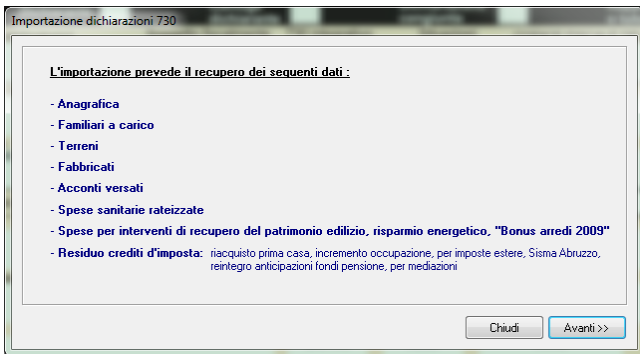 Importazione dichiarazioni 730
L'importazione prevede il recupero dei sequenti dati :
- Anagrafica
- Familiari a carico
- Terreni
- Fabbricati
- Acconti versati
- Spese sanitarie rateizzate
- Spese per interventi di recupero del patrimonio edilizio, risparmio energetico, "Bonus arredi 2009"
- Residuo crediti d'imposta: riacquisto prima casa, incremento occupazione, per imposte estere, Sisma Abruzzo,
reintegro anticipazioni fondi pensione, per mediazioni
Chiudi
Avanti >>